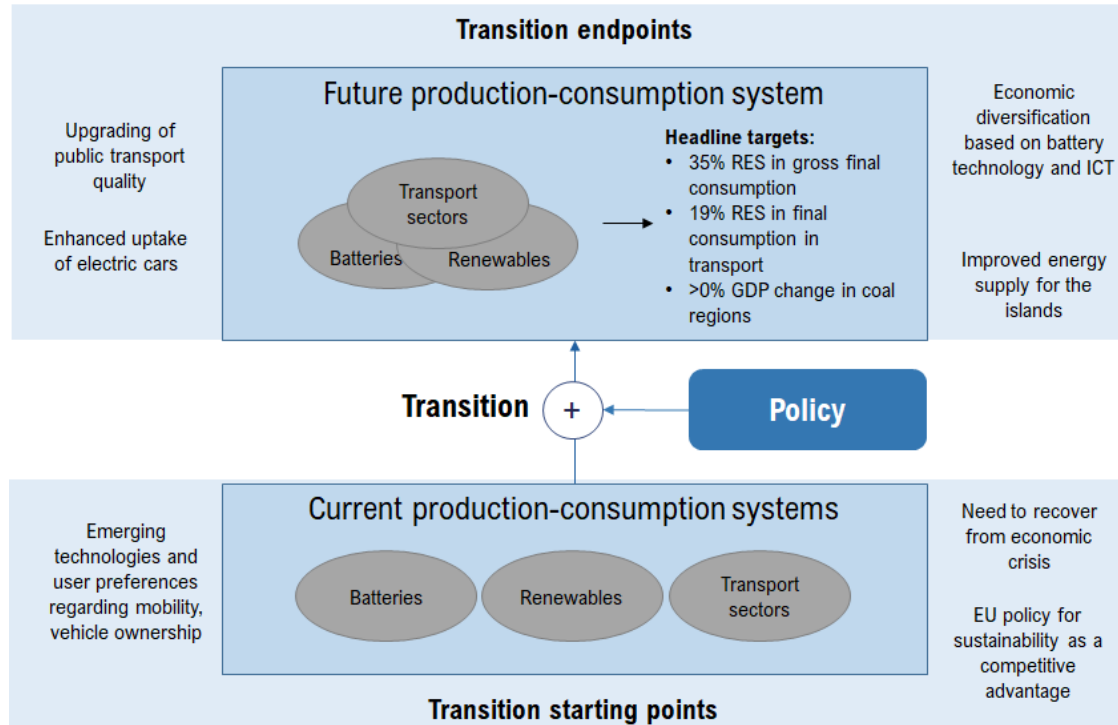 Transition endpoints
Upgrading of
public transport
quality
Enhanced uptake
of electric cars
Future production-consumption system
Transport
sectors
Batteries
Renewables
Headline targets:
• 35% RES in gross final
consumption
• 19% RES in final
consumption in
transport
• >0% GDP change in coal
regions
Economic
diversification
based on battery
technology and ICT
Improved energy
supply for the
islands
Transition
+
Policy
Emerging
technologies and
user preferences
regarding mobility,
vehicle ownership
Current production-consumption systems
Batteries
Renewables
Transport
sectors
Need to recover
from economic
crisis
EU policy for
sustainability as a
competitive
advantage
Transition starting points